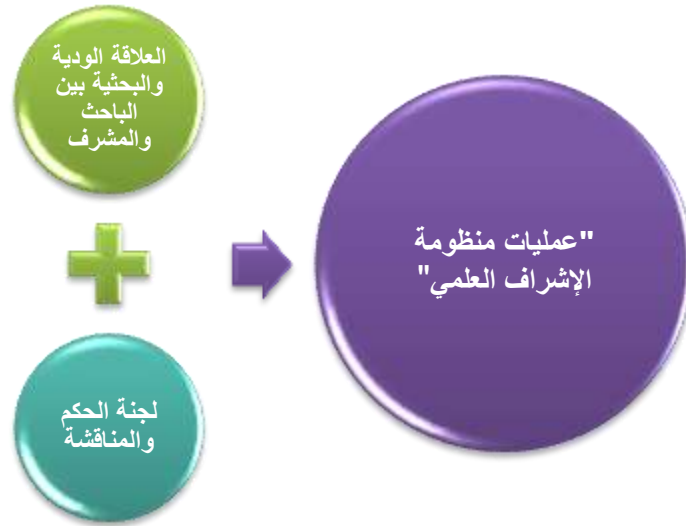 العلاقة الودية
والبحثية بين
الباحث
والمشرف
لجنة الحكم
والمناقشة
"عمليات منظومة
الإشراف العلمي"